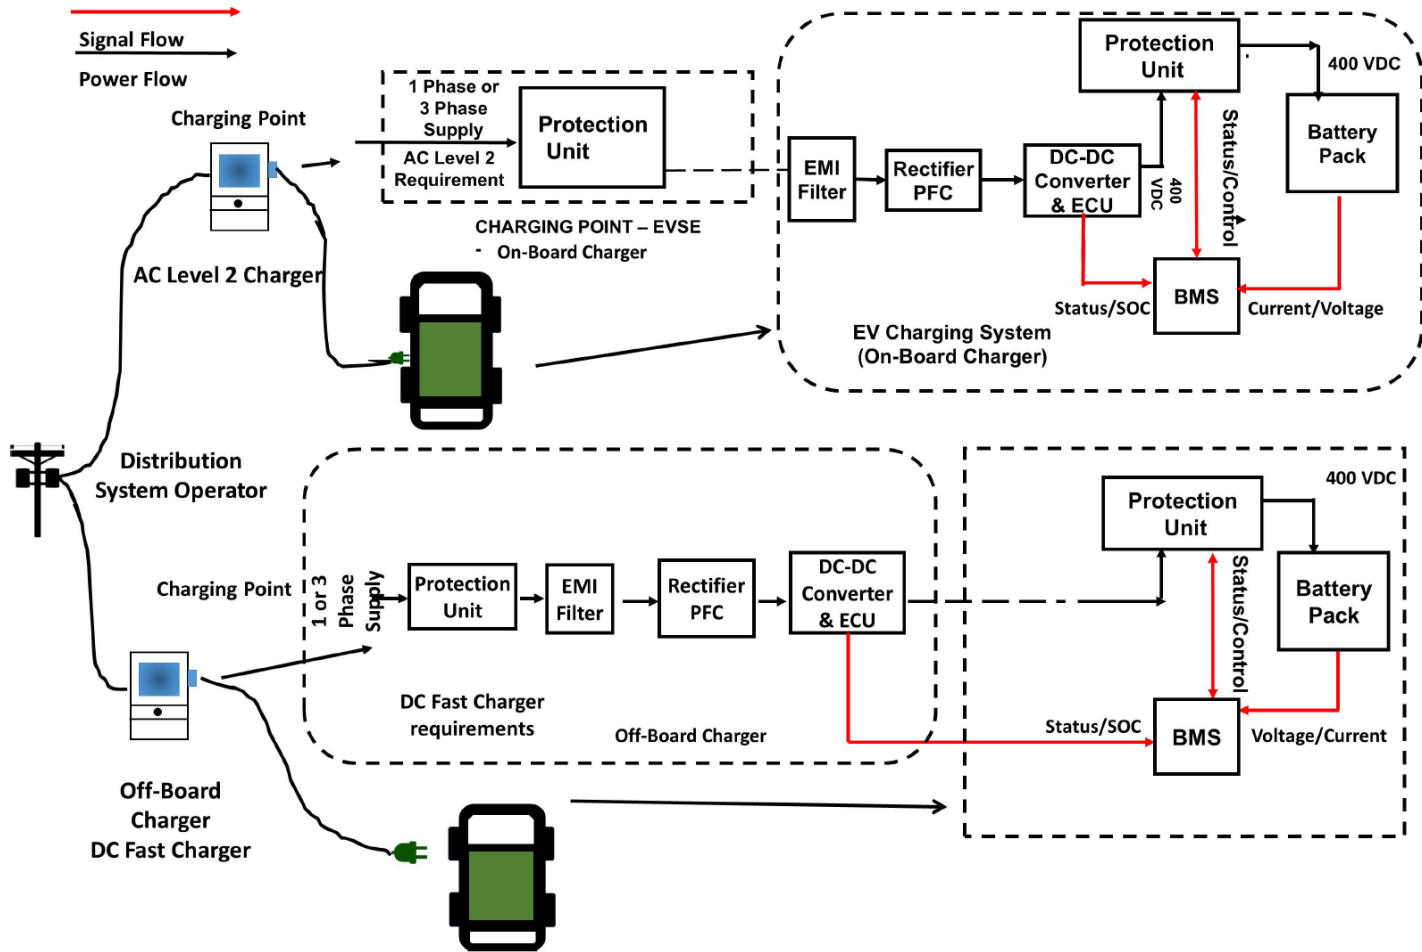 Signal Flow
Power Flow
Charging Point
AC Level 2 Charger
1 Phase or
3 Phase
Supply
AC Level 2
Requirement
Protection
Unit
CHARGING POINT – EVSE
- On-Board Charger
EMI
Filter
Rectifier
PFC
DC-DC
Converter
& ECU
400
VDC
Protection
Unit
400 VDC
Battery
Pack
Status/Control
BMS
Status/SOC
Current/Voltage
EV Charging System
(On-Board Charger)
Distribution
System Operator
Charging Point
Off-Board
Charger
DC Fast Charger
1 or 3
Phase
Supply
Protection
Unit
EMI
Filter
Rectifier
PFC
DC-DC
Converter
& ECU
DC Fast Charger
requirements
Off-Board Charger
400 VDC
Protection
Unit
Battery
Pack
Status/Control
Status/SOC
BMS
Voltage/Current